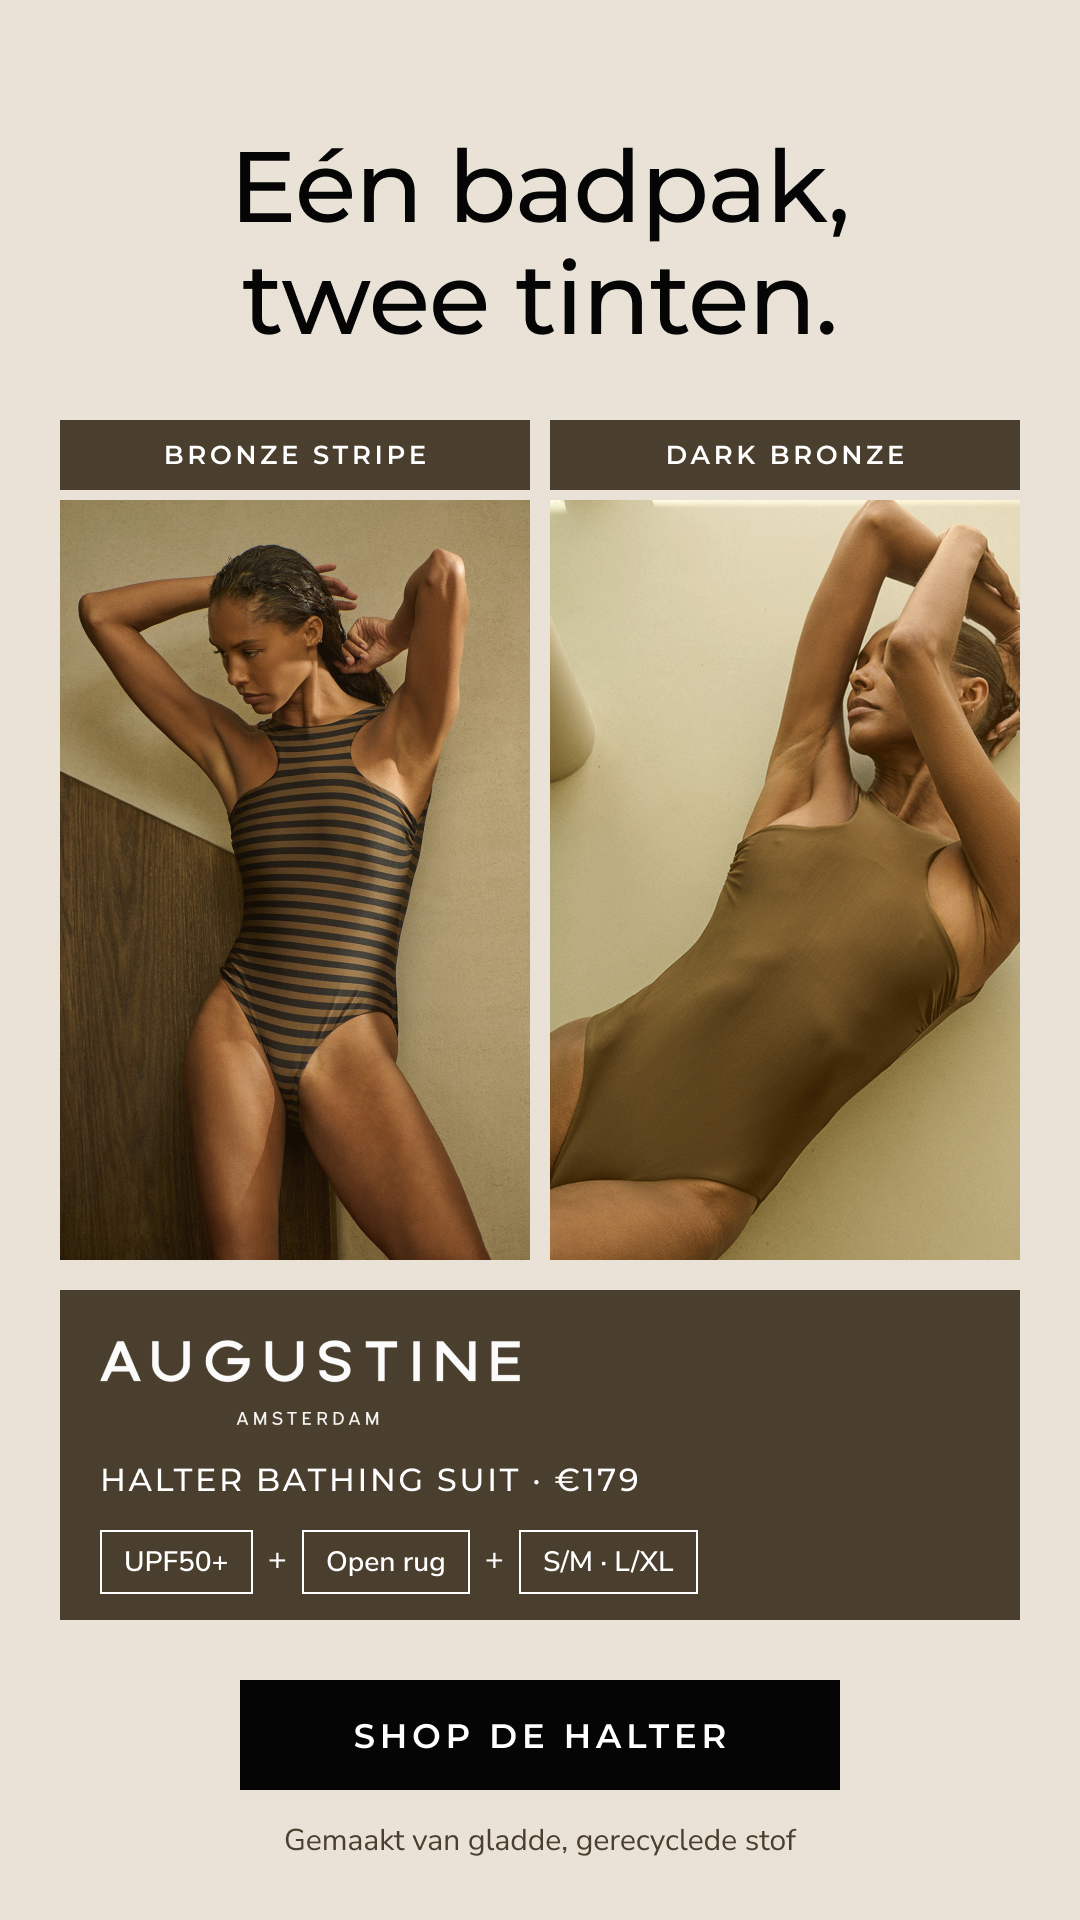 Eén badpak,
twee tinten.
BRONZE STRIPE
DARK BRONZE
AUGUSTINE
AMSTERDAM
HALTER BATHING SUIT · €179
UPF50+ + Open rug + S/M · L/XL
SHOP DE HALTER
Gemaakt van gladde, gerecyclede stof